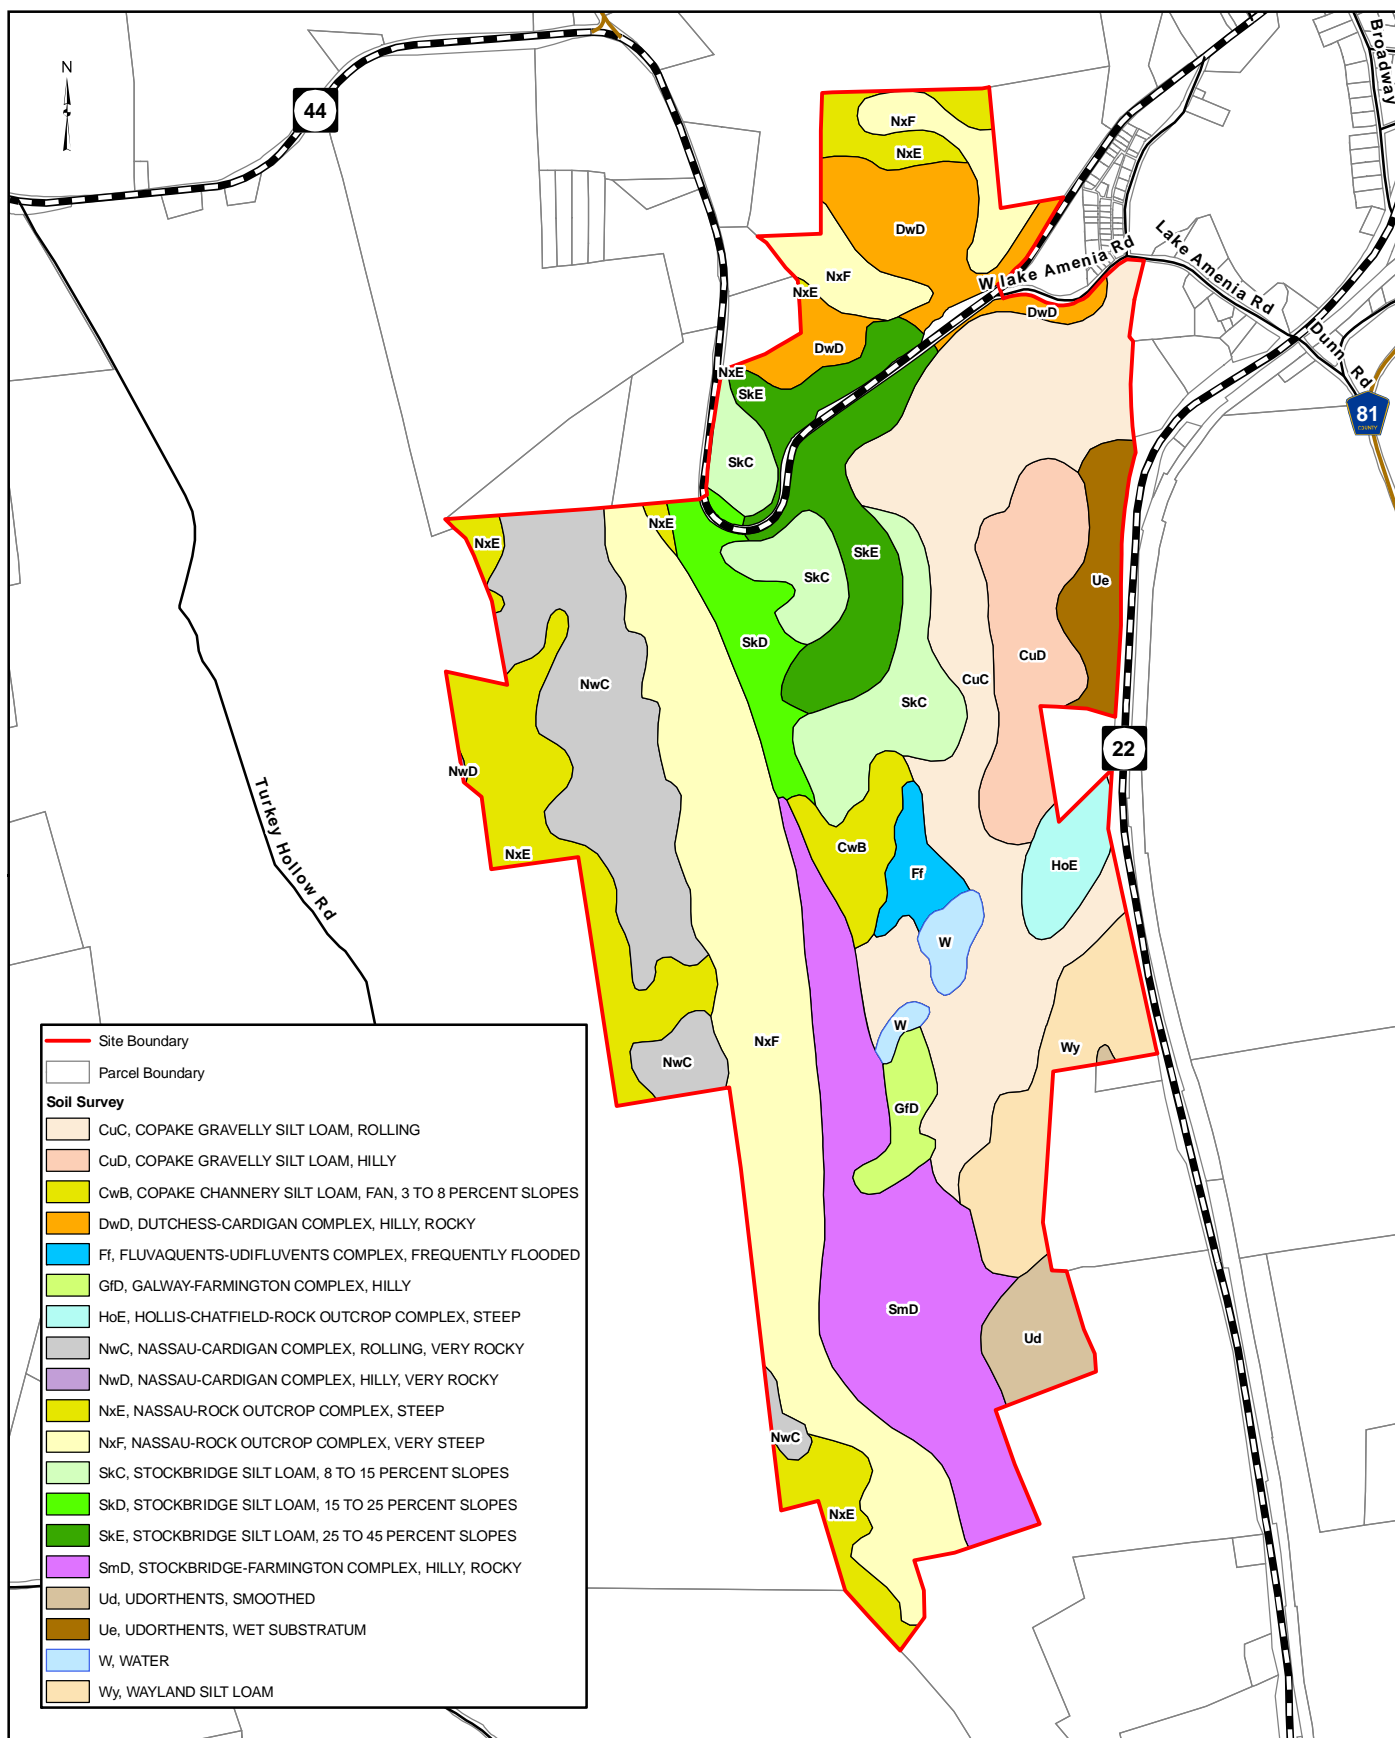 N
44
Broadway
NxF
NxE
DwD
W lake Amenia Rd
Lake Amenia Rd
NxF
NxE
DwD
Dunn Rd
DwD
NxE
SkE
81
COUNTY
SkC
NxE
NxE
SkE
SkC
Ue
SkD
CuD
CuC
NwC
SkC
22
NwD
Turkey Hollow Rd
CwB
NxE
HoE
Ff
W
W
NxF
Wy
NwC
GfD
SmD
Ud
NwC
NxE
Site Boundary
Parcel Boundary
Soil Survey
CuC, COPAKE GRAVELLY SILT LOAM, ROLLING
CuD, COPAKE GRAVELLY SILT LOAM, HILLY
CwB, COPAKE CHANNERY SILT LOAM, FAN, 3 TO 8 PERCENT SLOPES
DwD, DUTCHESS-CARDIGAN COMPLEX, HILLY, ROCKY
Ff, FLUVAQUENTS-UDIFLUVENTS COMPLEX, FREQUENTLY FLOODED
GfD, GALWAY-FARMINGTON COMPLEX, HILLY
HoE, HOLLIS-CHATFIELD-ROCK OUTCROP COMPLEX, STEEP
NwC, NASSAU-CARDIGAN COMPLEX, ROLLING, VERY ROCKY
NwD, NASSAU-CARDIGAN COMPLEX, HILLY, VERY ROCKY
NxE, NASSAU-ROCK OUTCROP COMPLEX, STEEP
NxF, NASSAU-ROCK OUTCROP COMPLEX, VERY STEEP
SkC, STOCKBRIDGE SILT LOAM, 8 TO 15 PERCENT SLOPES
SkD, STOCKBRIDGE SILT LOAM, 15 TO 25 PERCENT SLOPES
SkE, STOCKBRIDGE SILT LOAM, 25 TO 45 PERCENT SLOPES
SmD, STOCKBRIDGE-FARMINGTON COMPLEX, HILLY, ROCKY
Ud, UDORTHENTS, SMOOTHED
Ue, UDORTHENTS, WET SUBSTRATUM
W, WATER
Wy, WAYLAND SILT LOAM